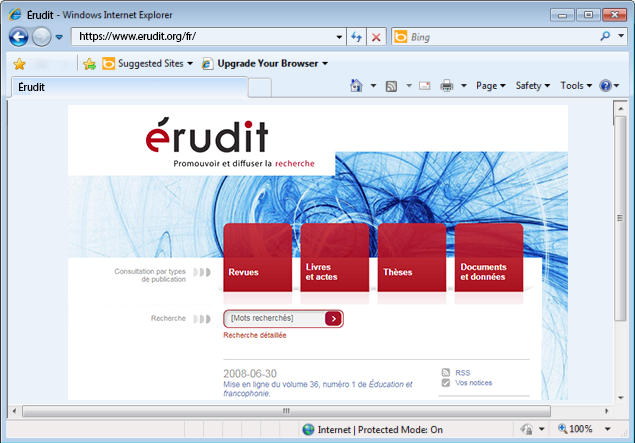 Érudit - Windows Internet Explorer
https://www.erudit.org/fr/
Bing
Suggested Sites
Upgrade Your Browser
Érudit
Page
Safety
Tools
érudit
Promouvoir et diffuser la recherche
Consultation par types
de publication
Revues
Livres
et actes
Thèses
Documents
et données
Recherche
[Mots recherchés]
Recherche détaillée
2008-06-30
Mise en ligne du volume 36, numéro 1 de Éducation et
francophonie.
RSS
Vos notices
Internet | Protected Mode: On
100%